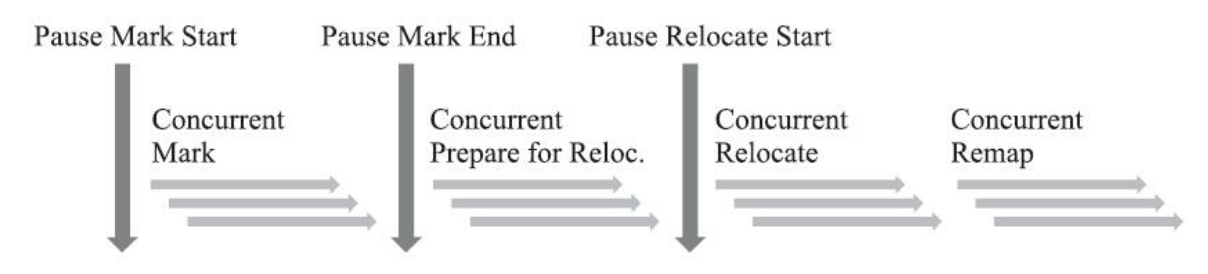 Pause Mark Start
Pause Mark End
Pause Relocate Start
Concurrent
Mark
Concurrent
Prepare for Reloc.
Concurrent
Relocate
Concurrent
Remap